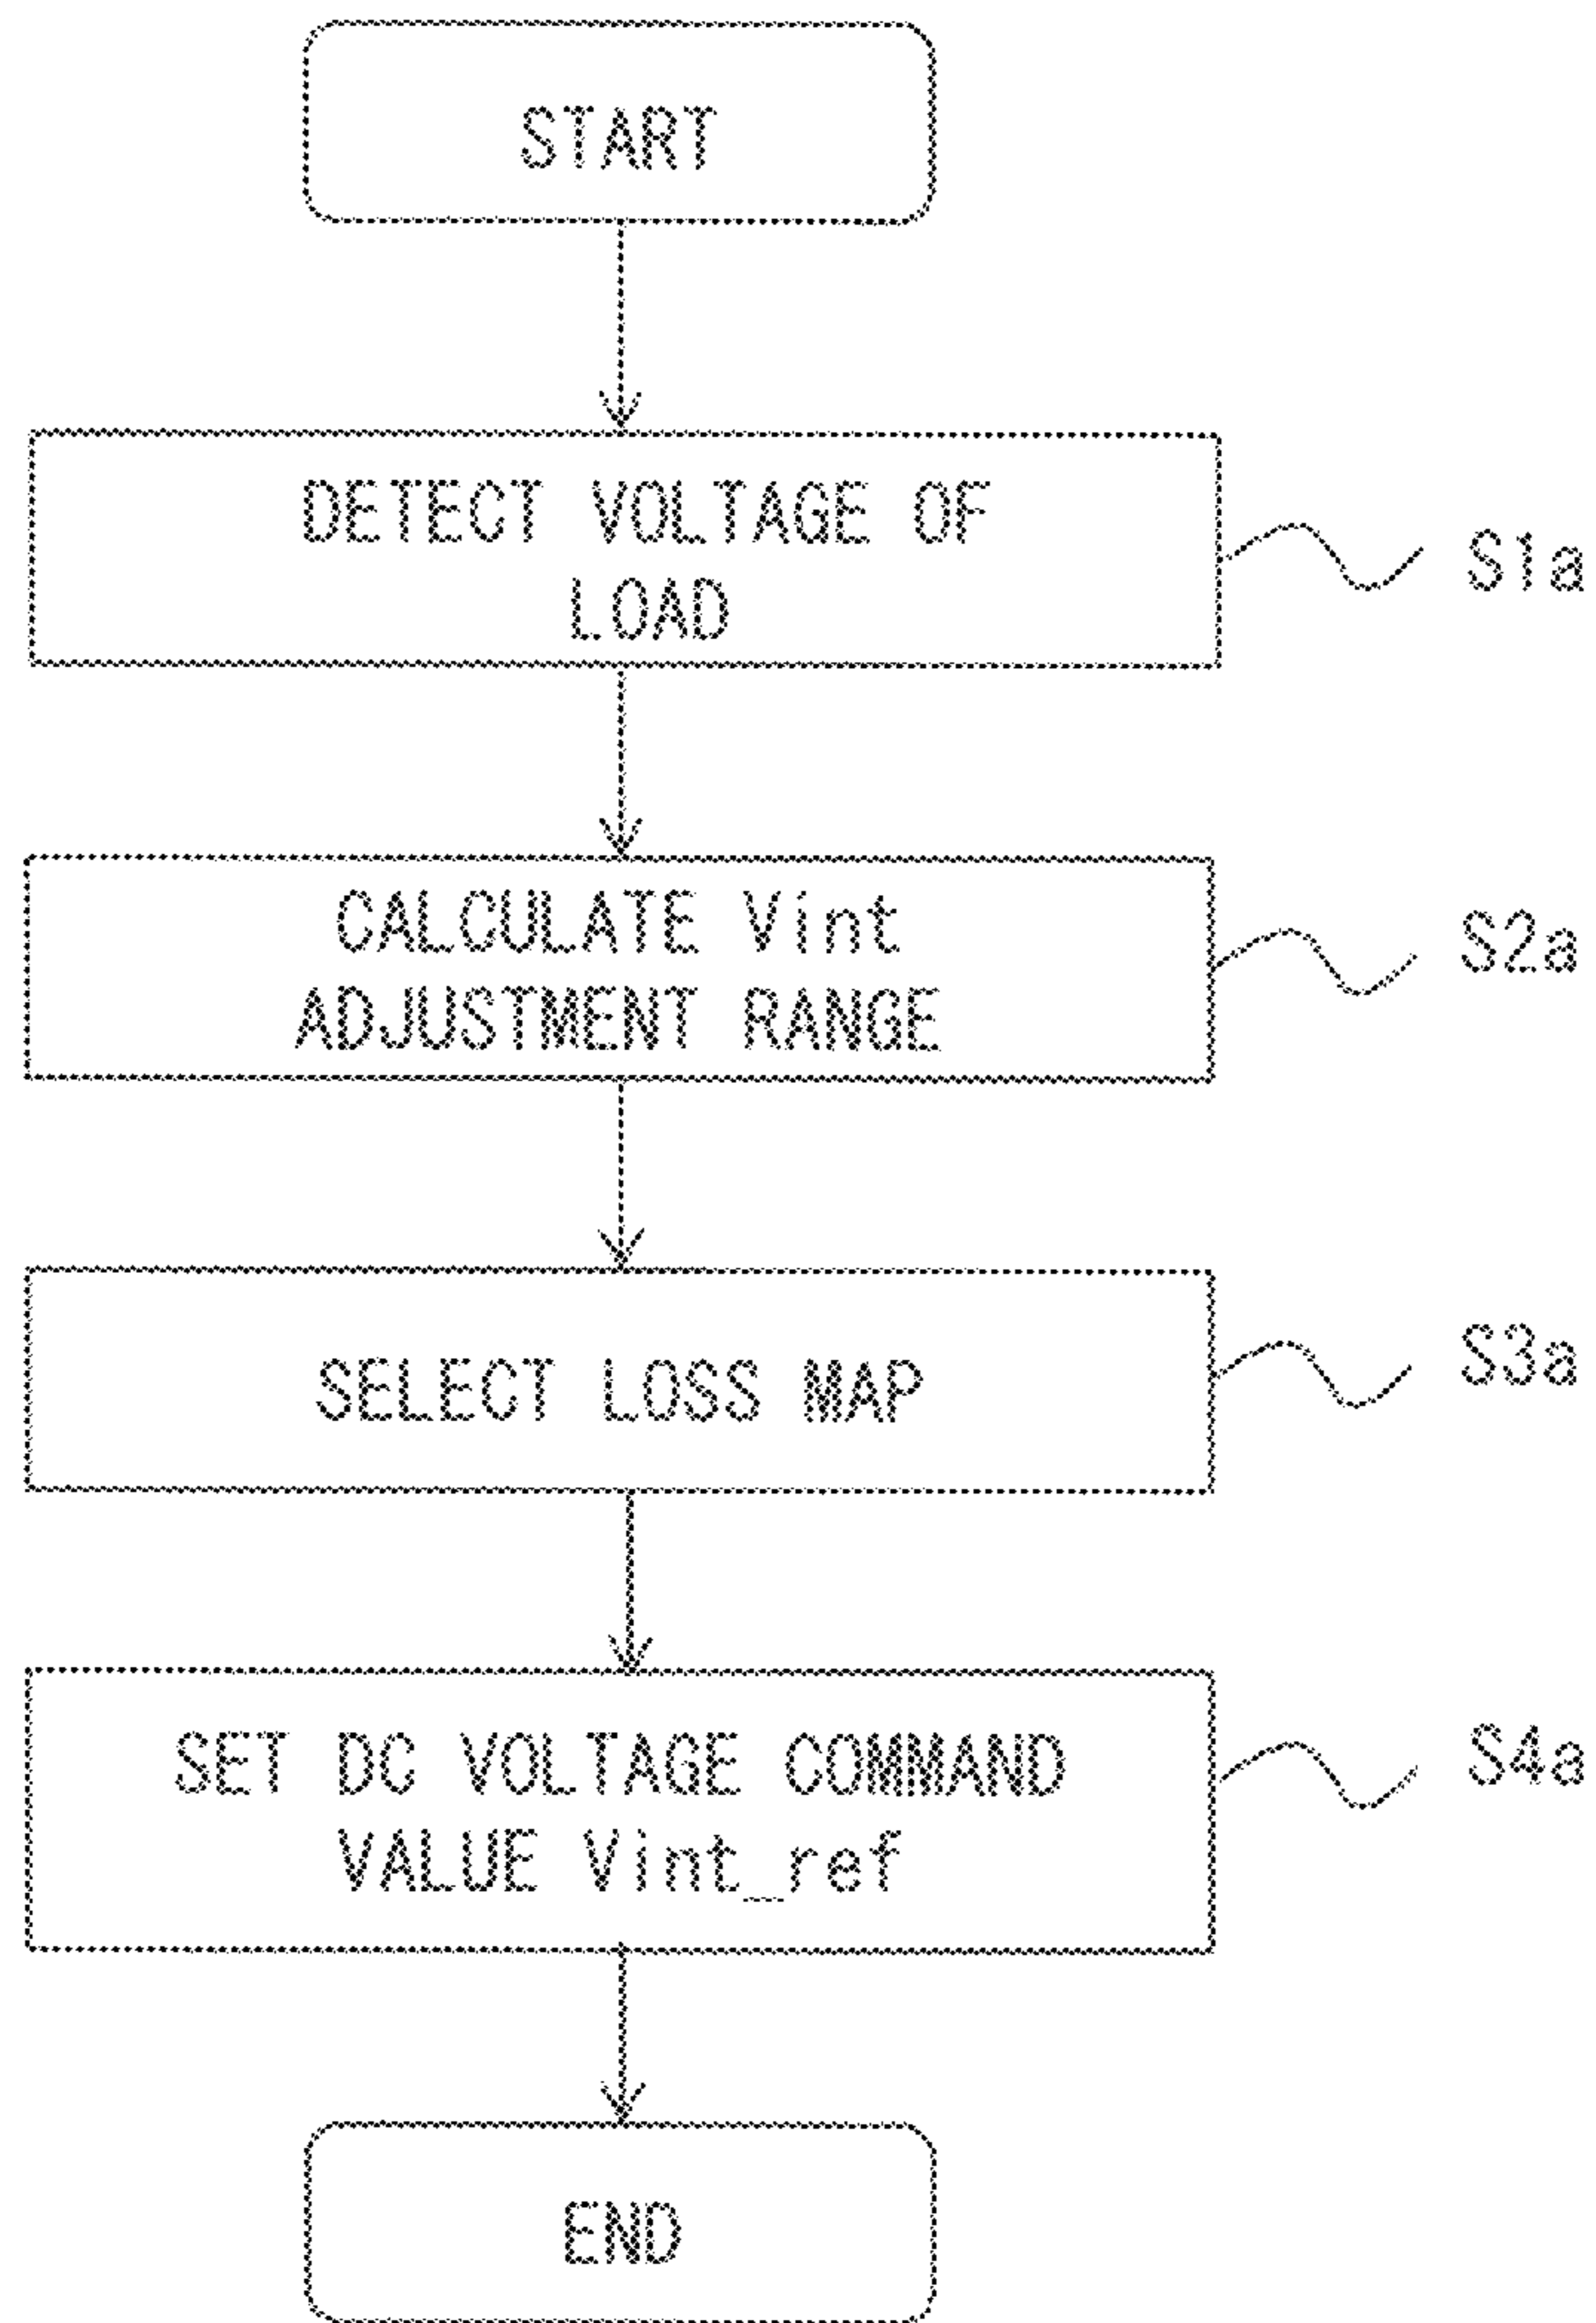 START
DETECT VOLTAGE OF
LOAD
S1a
CALCULATE Vint
ADJUSTMENT RANGE
S2a
SELECT LOSS MAP
S3a
SET DC VOLTAGE COMMAND
VALUE Vint_ref
S4a
END